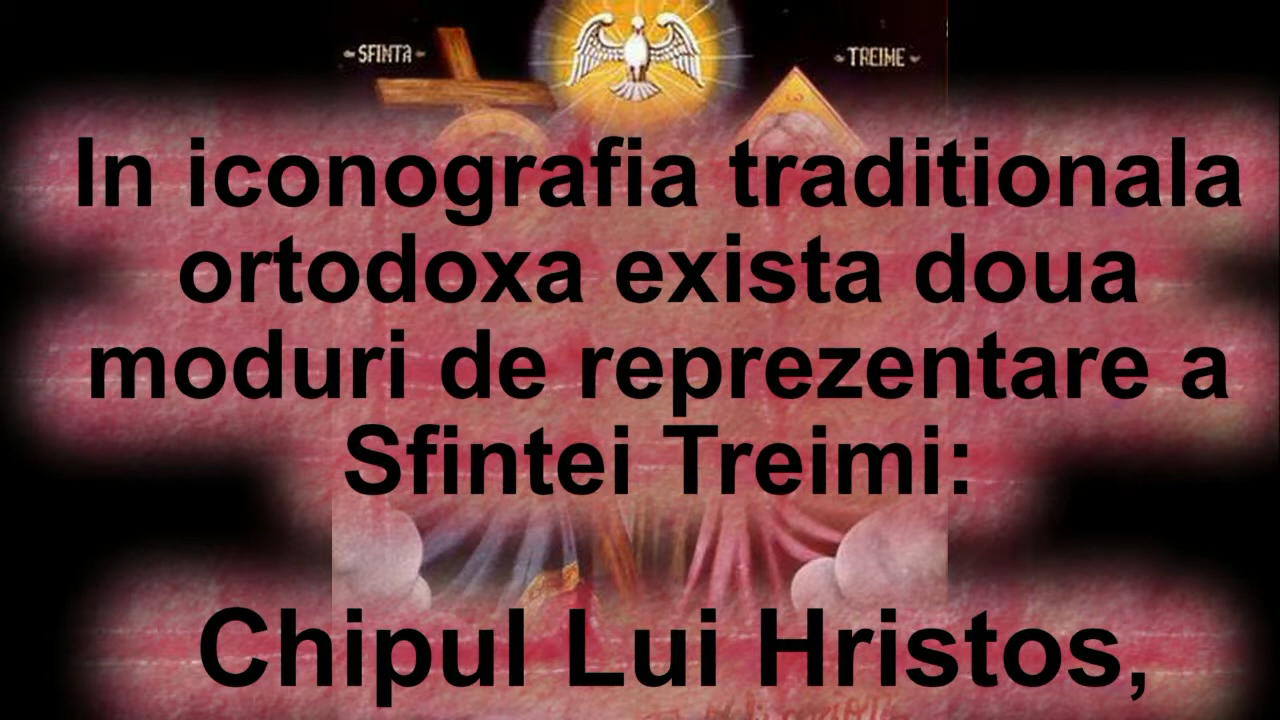 SFINTA TREIME
In iconografia traditionala
ortodoxa exista doua
moduri de reprezentare a
Sfintei Treimi:
Chipul Lui Hristos,